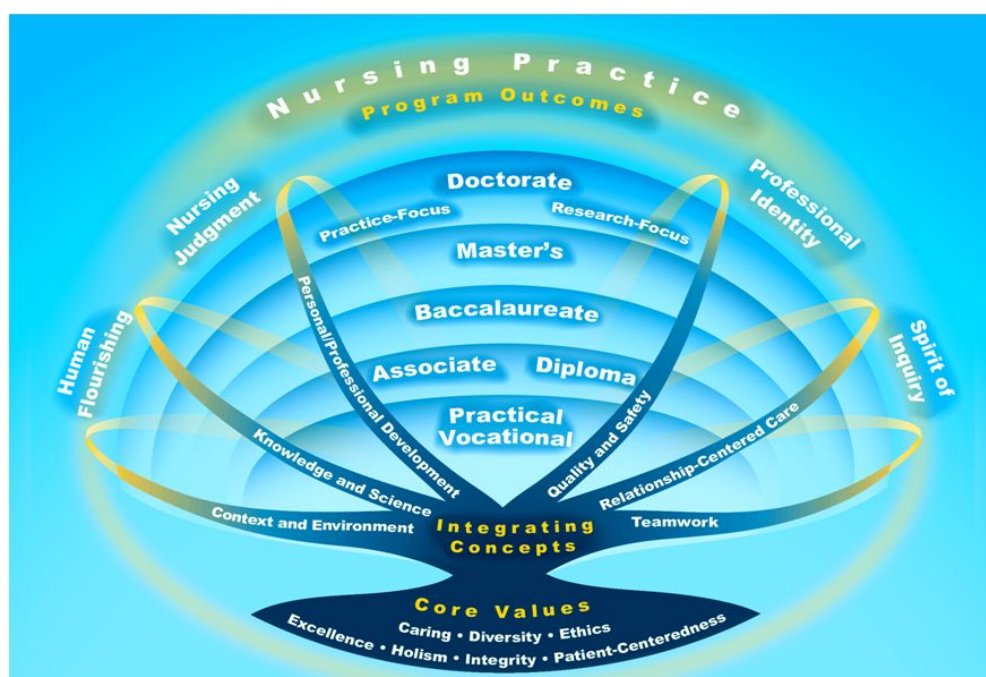 Nursing Practice
Program Outcomes
Nursing
Judgment
Professional
Identity
Human
Flourishing
Spirit of
Inquiry
Doctorate
Practice-Focus
Research-Focus
Master's
Baccalaureate
Associate
Diploma
Practical
Vocational
Context and Environment
Knowledge and Science
Personal/Professional Development
Quality and Safety
Relationship-Centered Care
Teamwork
Integrating
Concepts
Core Values
Caring • Diversity • Ethics
Excellence • Holism • Integrity • Patient-Centeredness